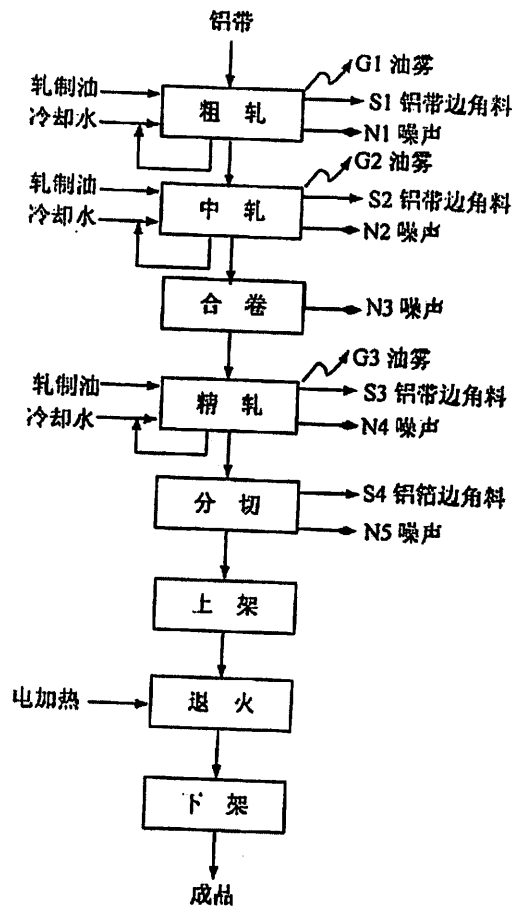 铝带
G1 油雾
轧制油
S1 铝带边角料
冷却水
粗 轧
N1 噪声
G2 油雾
轧制油
S2 铝带边角料
冷却水
中 轧
N2 噪声
合 卷
N3 噪声
G3 油雾
轧制油
S3 铝带边角料
冷却水
精 轧
N4 噪声
分 切
S4 铝箔边角料
N5 噪声
上 架
电加热
退 火
下 架
成品